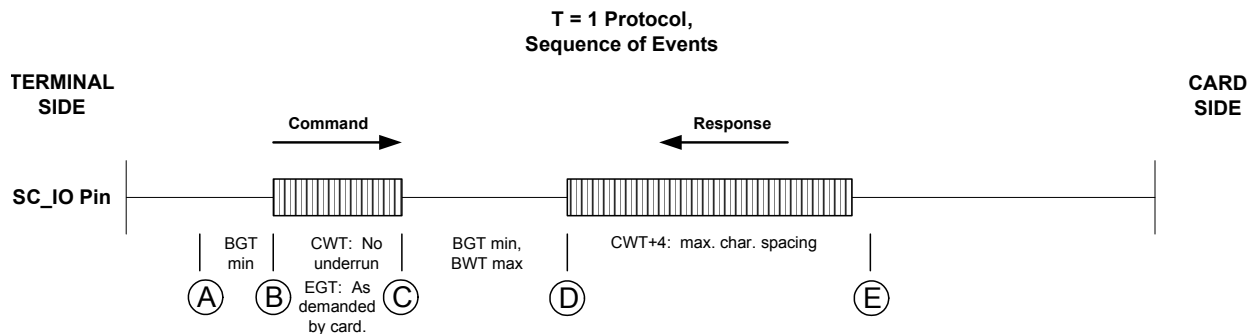 T = 1 Protocol,
Sequence of Events
TERMINAL
SIDE
CARD
SIDE
Command
Response
SC_IO Pin
BGT
min
CWT: No
underrun
EGT: As
demanded
by card.
BGT min,
BWT max
CWT+4: max. char. spacing
A
B
C
D
E